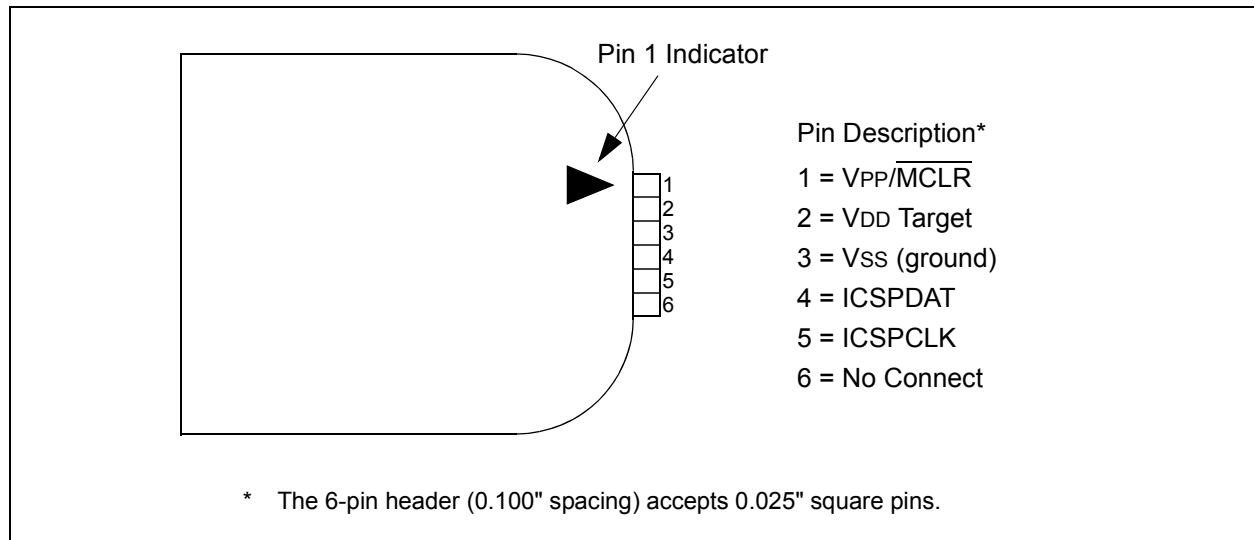 Pin 1 Indicator
1
2
3
4
5
6
Pin Description*
1 = VPP/MCLR
2 = VDD Target
3 = VSS (ground)
4 = ICSPDAT
5 = ICSPCLK
6 = No Connect
* The 6-pin header (0.100" spacing) accepts 0.025" square pins.